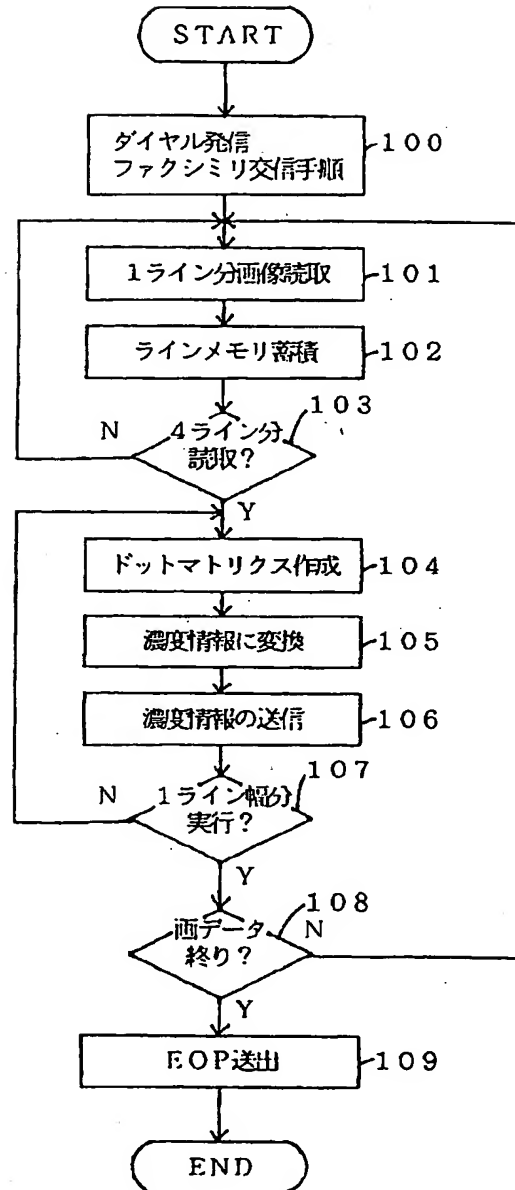 START
ダイヤル発信
ファクシミリ交信手順
100
1ライン分画像読取
101
ラインメモリ蓄積
102
103
N
4ライン分
読取?
Y
ドットマトリクス作成
104
濃度情報に変換
105
濃度情報の送信
106
107
N
1ライン幅分
実行?
Y
108
画データ
N
終り?
Y
EOP送出
109
END